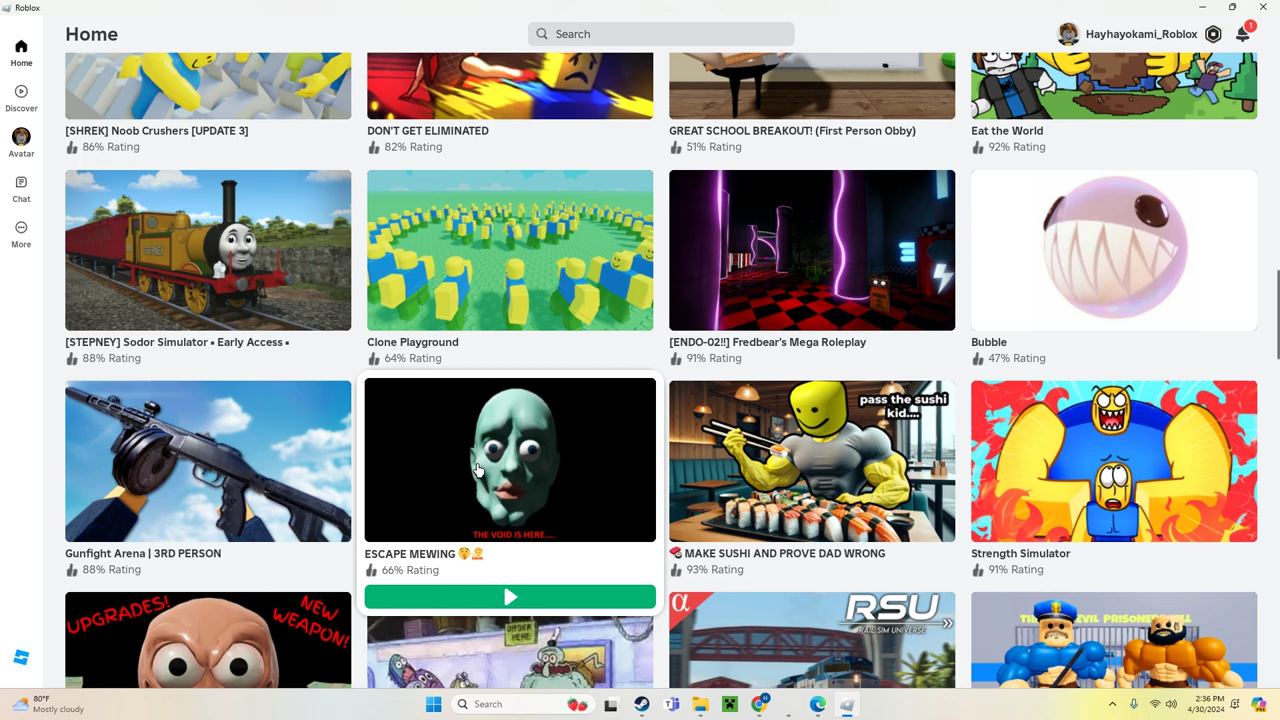 Roblox
Home
Search
Hayhayokami_Roblox
1
Home
Discover
Avatar
Chat
More
[SHREK] Noob Crushers [UPDATE 3]
86% Rating
DON'T GET ELIMINATED
82% Rating
GREAT SCHOOL BREAKOUT! (First Person Obby)
51% Rating
Eat the World
92% Rating
STEPNEY
[STEPNEY] Sodor Simulator ▪ Early Access ▪
88% Rating
Clone Playground
64% Rating
[ENDO-02!!] Fredbear's Mega Roleplay
91% Rating
Bubble
47% Rating
Gunfight Arena | 3RD PERSON
88% Rating
THE VOID IS HERE....
ESCAPE MEWING 🤫🧏
66% Rating
pass the sushi
kid....
🍣 MAKE SUSHI AND PROVE DAD WRONG
93% Rating
Strength Simulator
91% Rating
UPGRADES!
NEW
WEAPON!
ORDER
HERE
α
RSU
RAIL SIM UNIVERSE
80°F
Mostly cloudy
Search
2:36 PM
4/30/2024